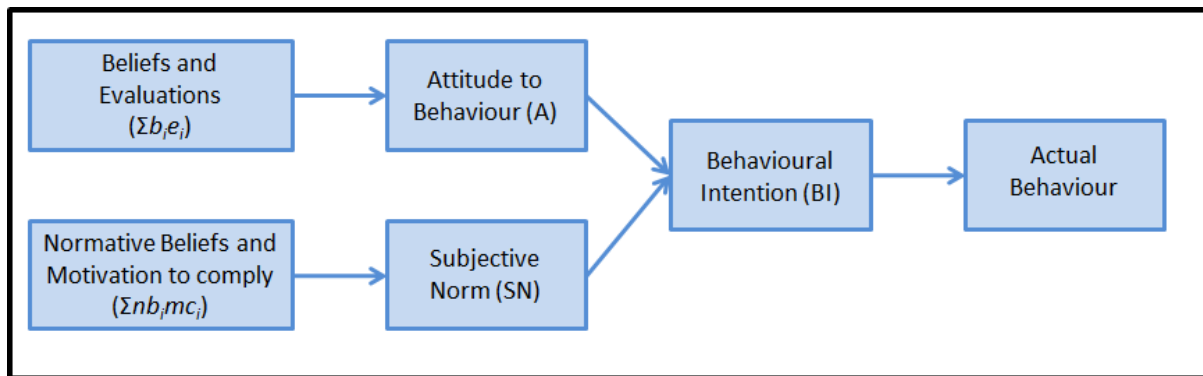 Beliefs and
Evaluations
(Σbᵢeᵢ)
Attitude to
Behaviour (A)
Behavioural
Intention (BI)
Actual
Behaviour
Normative Beliefs and
Motivation to comply
(Σnbᵢmcᵢ)
Subjective
Norm (SN)